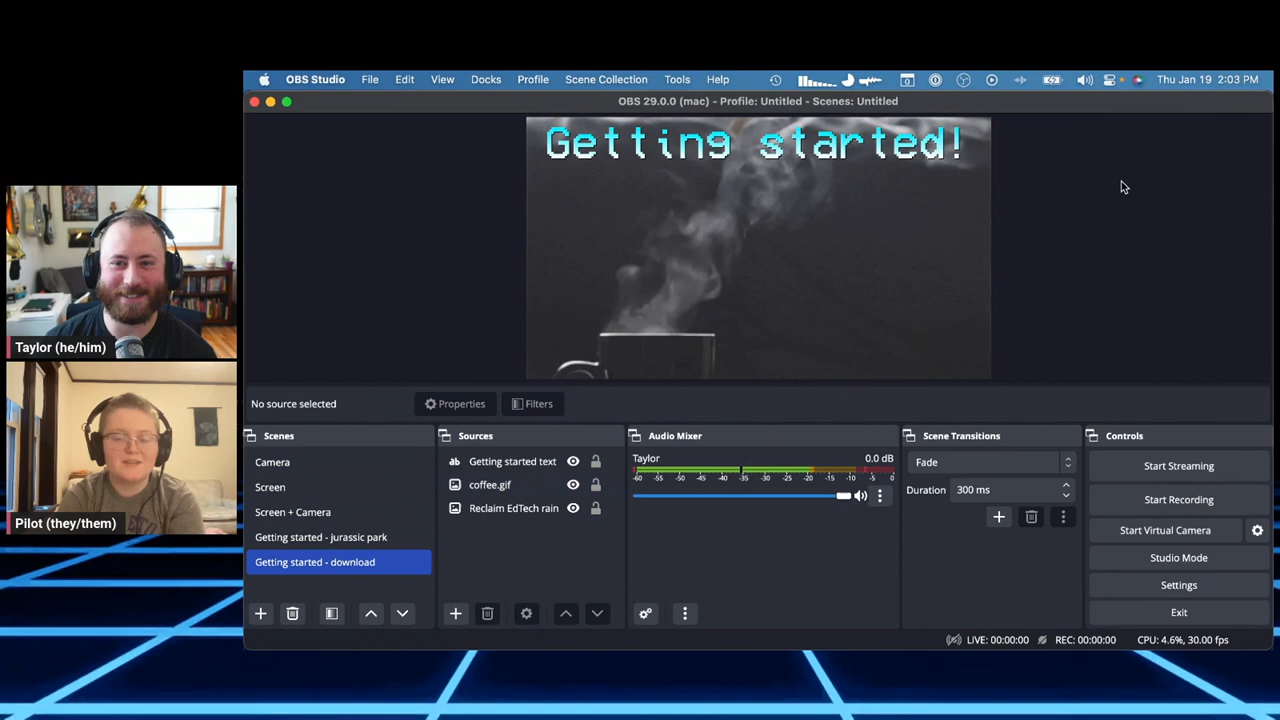 OBS Studio File Edit View Docks Profile Scene Collection Tools Help Thu Jan 19 2:03 PM
OBS 29.0.0 (mac) - Profile: Untitled - Scenes: Untitled
Getting started!
Taylor (he/him)
Pilot (they/them)
No source selected Properties Filters
Scenes
Camera
Screen
Screen + Camera
Getting started - jurassic park
Getting started - download
Sources
ab Getting started text
coffee.gif
Reclaim EdTech rain
Audio Mixer
Taylor 0.0 dB
-60 -55 -50 -45 -40 -35 -30 -25 -20 -15 -10 -5 0
Scene Transitions
Fade
Duration 300 ms
Controls
Start Streaming
Start Recording
Start Virtual Camera
Studio Mode
Settings
Exit
LIVE: 00:00:00 REC: 00:00:00 CPU: 4.6%, 30.00 fps